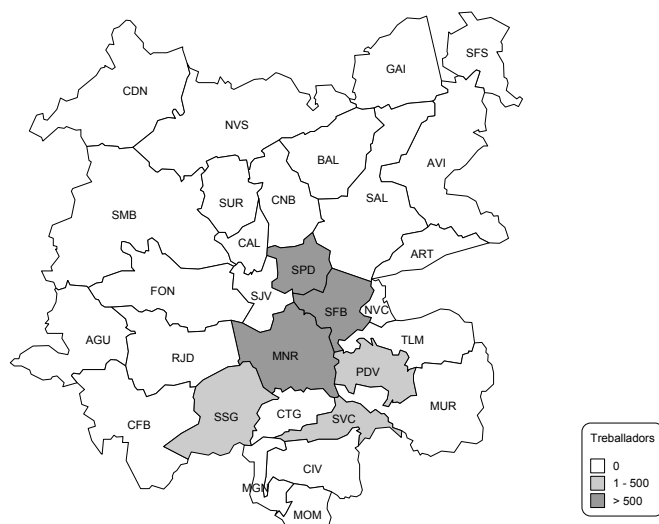 SFS
GAI
CDN
NVS
BAL
AVI
SUR
CNB
SAL
SMB
CAL
ART
SPD
FON
SJV
SFB
NVC
AGU
RJD
MNR
TLM
PDV
MUR
CFB
SSG
CTG
SVC
CIV
MGN
MOM
Treballadors
0
1 - 500
> 500